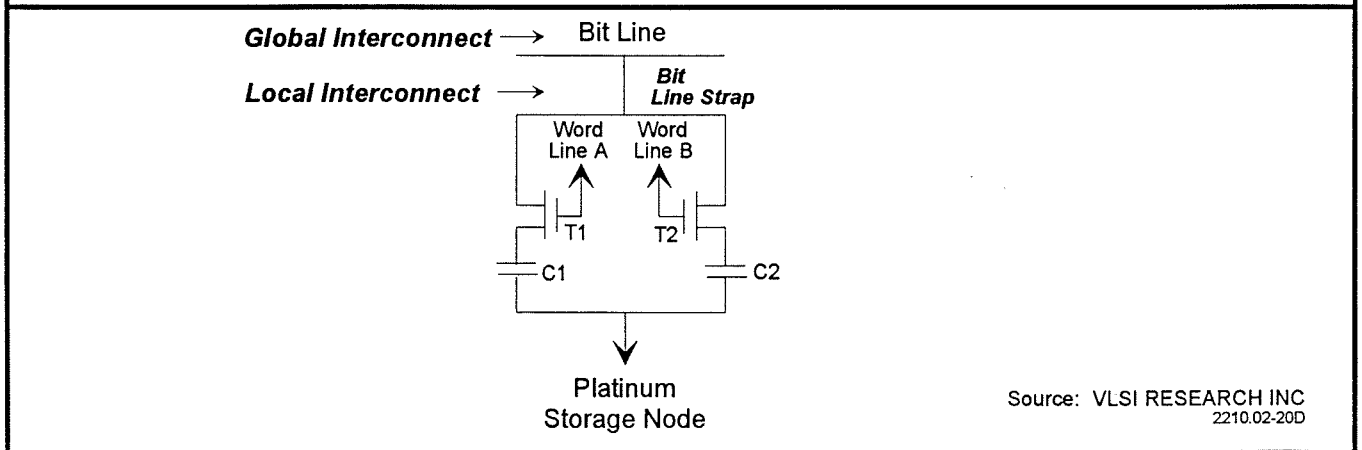 Global Interconnect
Bit Line
Local Interconnect
Bit
Line Strap
Word
Line A
Word
Line B
T1
T2
C1
C2
Platinum
Storage Node
Source: VLSI RESEARCH INC
2210.02-20D